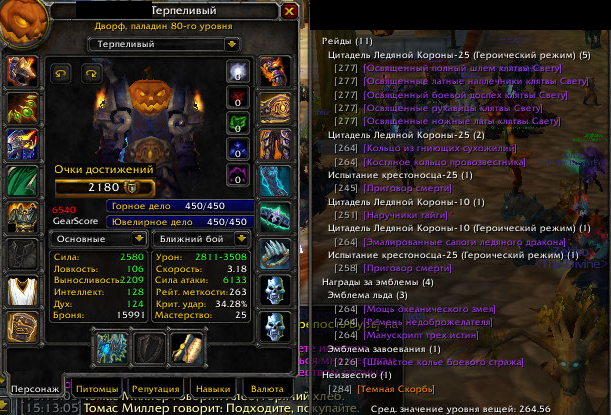 Терпеливый
Дворф, паладин 80-го уровня
Терпеливый
0
0
0
0
0
Очки достижений
2180
6540
GearScore
Горное дело 450/450
Ювелирное дело 450/450
Основные
Ближний бой
Сила: 2580
Ловкость: 106
Выносливость: 2209
Интеллект: 128
Дух: 124
Броня: 15991
Урон: 2811-3508
Скорость: 3.18
Сила атаки: 6133
Рейт. меткости: 263
Крит. удар: 34.28%
Мастерство: 25
Персонаж
Питомцы
Репутация
Навыки
Валюта
Рейды (11)
Цитадель Ледяной Короны-25 (Героический режим) (5)
[277] [Освященный полный шлем клятвы Свету]
[277] [Освященные латные наплечники клятвы Свету]
[277] [Освященный боевой доспех клятвы Свету]
[277] [Освященные рукавицы клятвы Свету]
[277] [Освященные ножные латы клятвы Свету]
Цитадель Ледяной Короны-25 (2)
[264] [Кольцо из гниющих сухожилий]
[264] [Костяное кольцо провозвестника]
Испытание крестоносца-25 (1)
[245] [Приговор смерти]
Цитадель Ледяной Короны-10 (1)
[251] [Наручники тайги]
Цитадель Ледяной Короны-10 (Героический режим) (1)
[264] [Эмалированные сапоги ледяного дракона]
Испытание крестоносца-25 (Героический режим) (1)
[258] [Приговор смерти]
Награды за эмблемы (4)
Эмблема льда (3)
[264] [Мощь океанического змея]
[264] [Ремень недоброжелателя]
[264] [Манускрипт трех истин]
Эмблема завоевания (1)
[226] [Шипастое колье боевого стража]
Неизвестно (1)
[284] [Темная Скорбь]
Сред. значение уровня вещей: 264.56
15:13:05 Томас Миллер говорит: Подходите, покупайте.